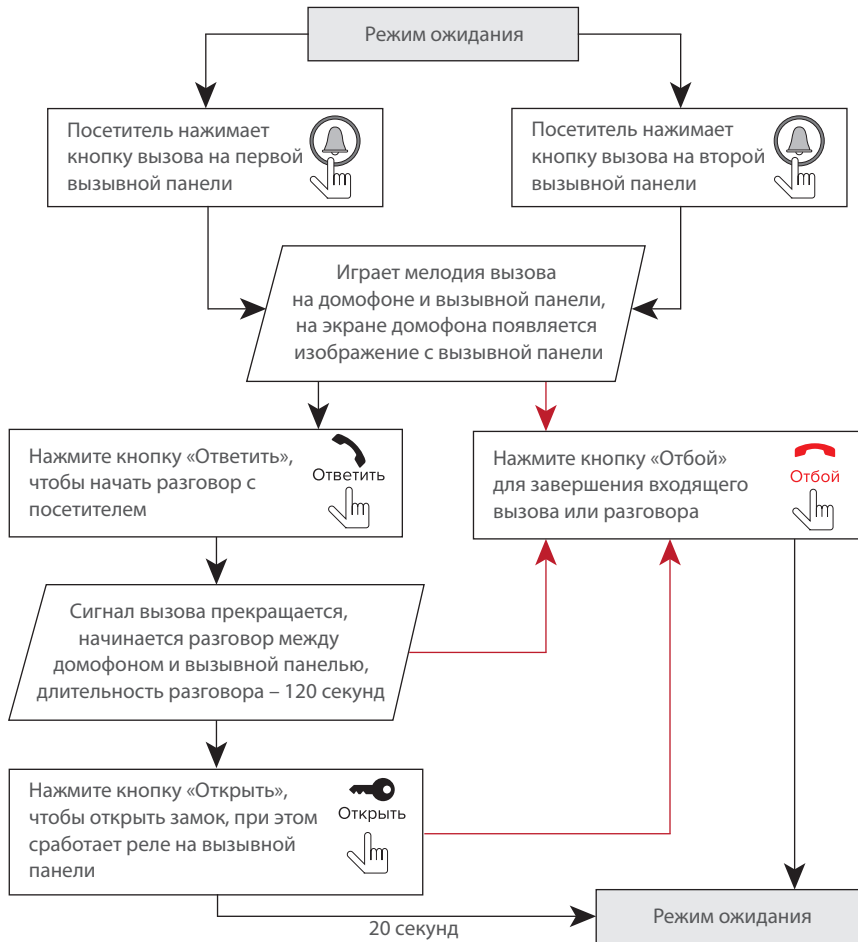 Режим ожидания
Посетитель нажимает
кнопку вызова на первой
вызывной панели
Посетитель нажимает
кнопку вызова на второй
вызывной панели
Играет мелодия вызова
на домофоне и вызывной панели,
на экране домофона появляется
изображение с вызывной панели
Нажмите кнопку «Ответить»,
чтобы начать разговор с
посетителем
Ответить
Нажмите кнопку «Отбой»
для завершения входящего
вызова или разговора
Отбой
Сигнал вызова прекращается,
начинается разговор между
домофоном и вызывной панелью,
длительность разговора – 120 секунд
Нажмите кнопку «Открыть»,
чтобы открыть замок, при этом
сработает реле на вызывной
панели
Открыть
20 секунд
Режим ожидания